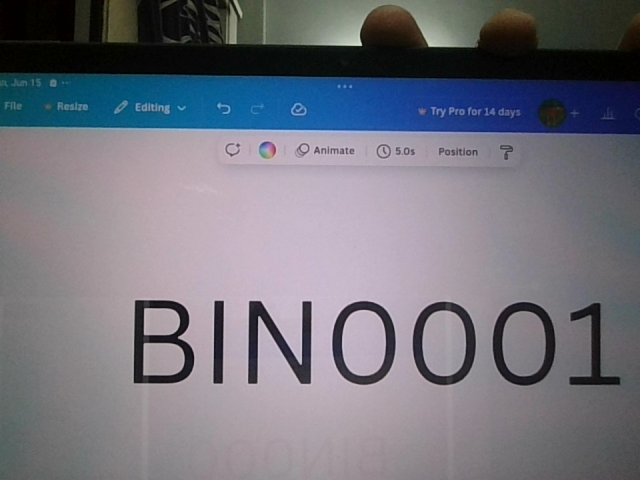 n, Jun 15
File Resize Editing Try Pro for 14 days
Animate 5.0s Position
BIN0001